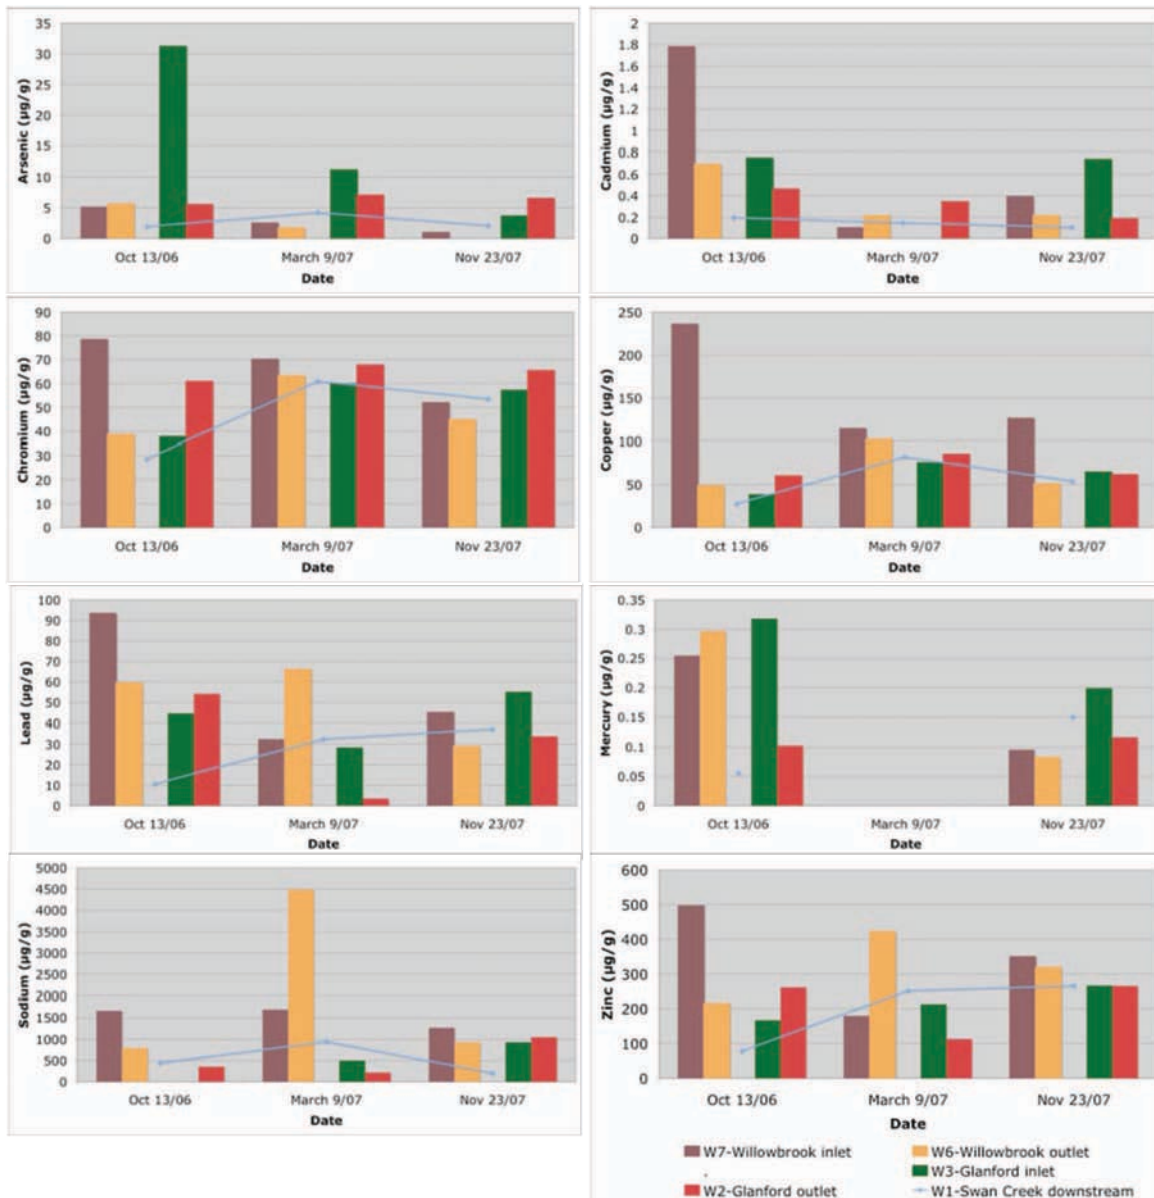 35
30
25
20
15
10
5
0
Arsenic (µg/g)
Oct 13/06 March 9/07 Nov 23/07
Date
2
1.8
1.6
1.4
1.2
1
0.8
0.6
0.4
0.2
0
Cadmium (µg/g)
Oct 13/06 March 9/07 Nov 23/07
Date
90
80
70
60
50
40
30
20
10
0
Chromium (µg/g)
Oct 13/06 March 9/07 Nov 23/07
Date
250
200
150
100
50
0
Copper (µg/g)
Oct 13/06 March 9/07 Nov 23/07
Date
100
90
80
70
60
50
40
30
20
10
0
Lead (µg/g)
Oct 13/06 March 9/07 Nov 23/07
Date
0.35
0.3
0.25
0.2
0.15
0.1
0.05
0
Mercury (µg/g)
Oct 13/06 March 9/07 Nov 23/07
Date
5000
4500
4000
3500
3000
2500
2000
1500
1000
500
0
Sodium (µg/g)
Oct 13/06 March 9/07 Nov 23/07
Date
600
500
400
300
200
100
0
Zinc (µg/g)
Oct 13/06 March 9/07 Nov 23/07
Date
W7-Willowbrook inlet W6-Willowbrook outlet
. W3-Glanford inlet
W2-Glanford outlet W1-Swan Creek downstream